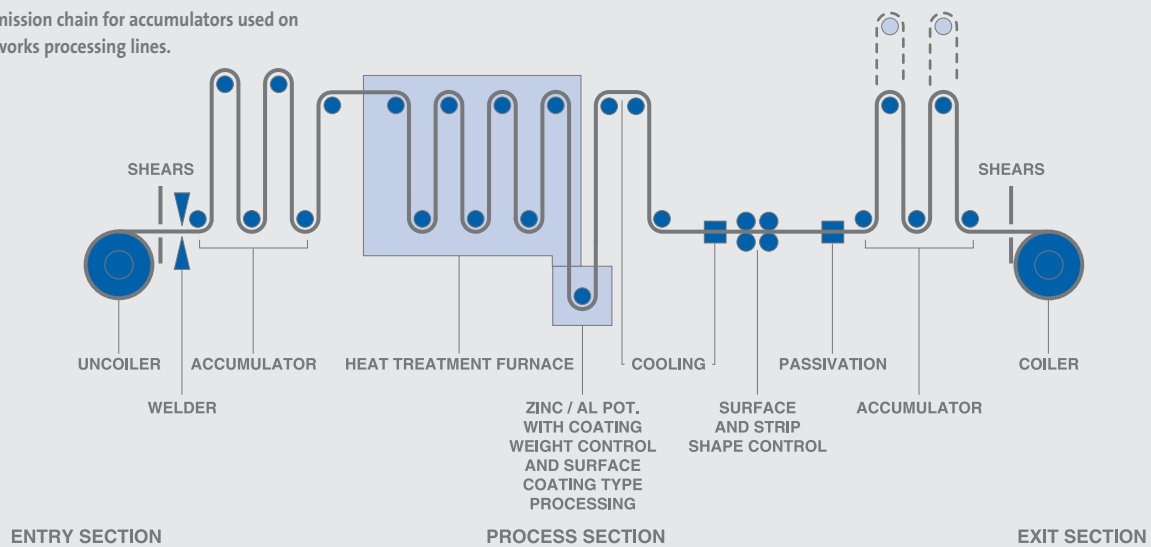 mission chain for accumulators used on
works processing lines.
SHEARS
SHEARS
UNCOILER
ACCUMULATOR
HEAT TREATMENT FURNACE
COOLING
PASSIVATION
COILER
WELDER
ZINC / AL POT.
WITH COATING
WEIGHT CONTROL
AND SURFACE
COATING TYPE
PROCESSING
SURFACE
AND STRIP
SHAPE CONTROL
ACCUMULATOR
ENTRY SECTION
PROCESS SECTION
EXIT SECTION